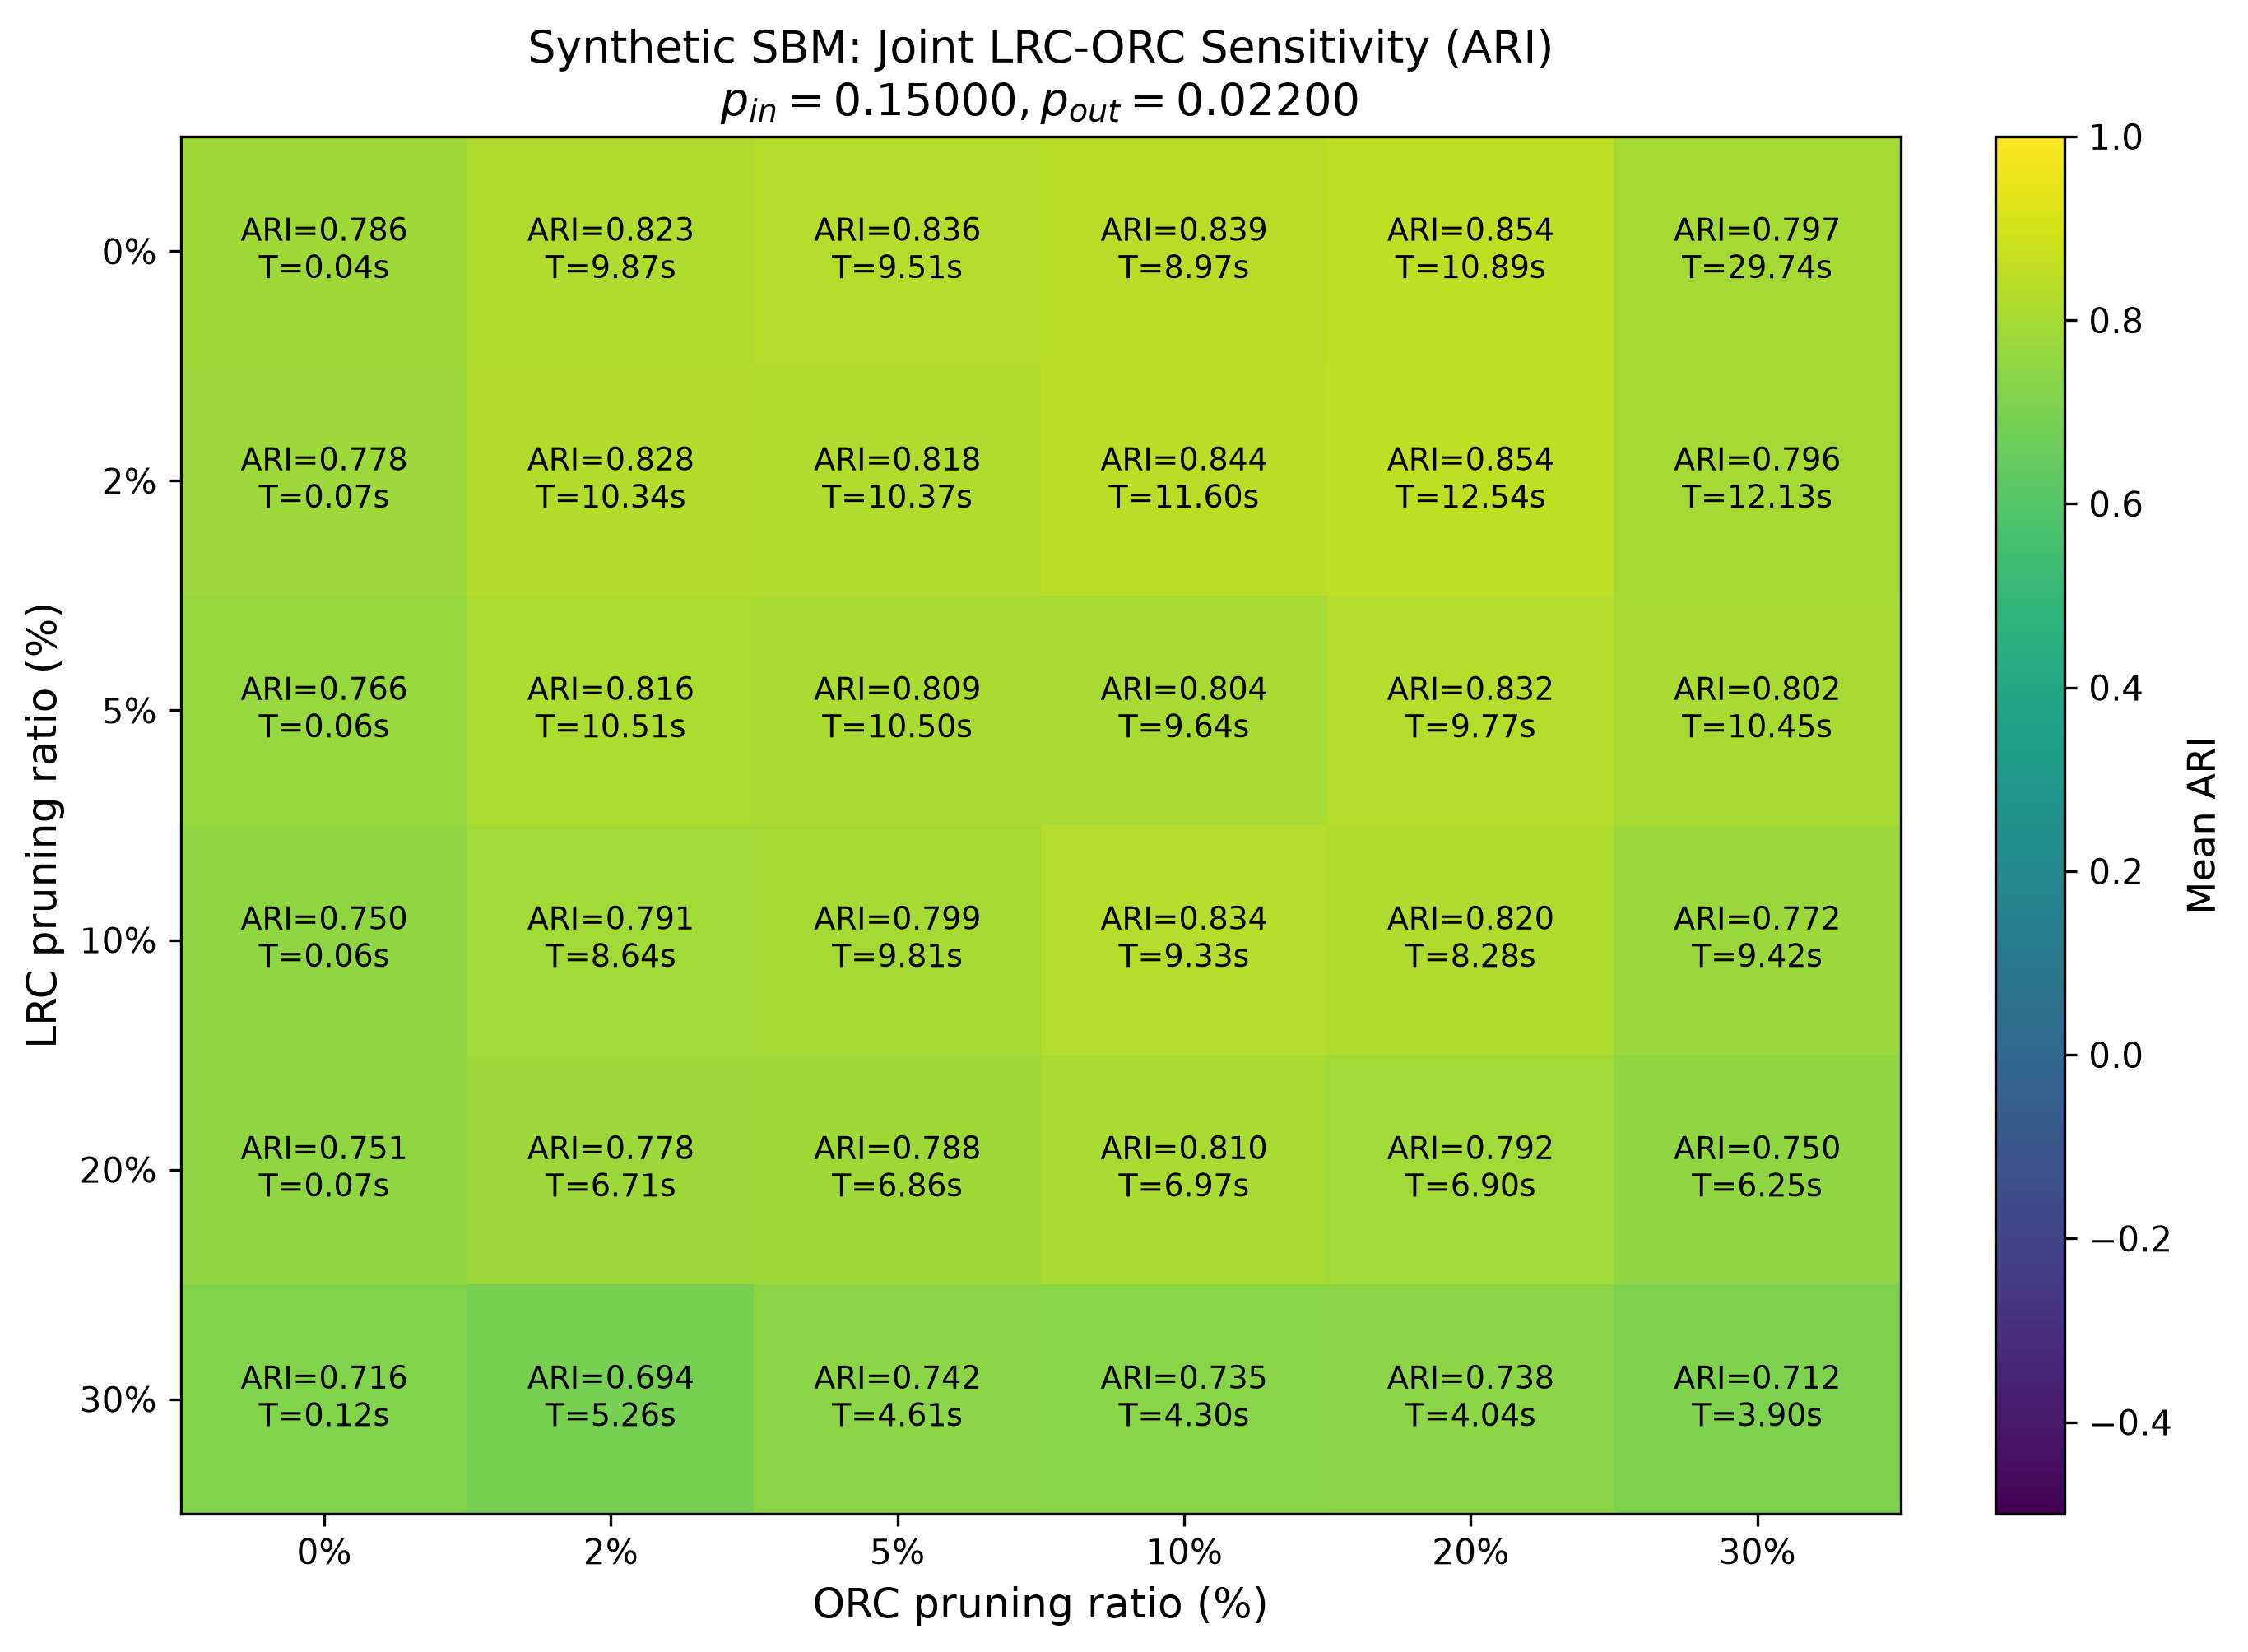 Synthetic SBM: Joint LRC-ORC Sensitivity (ARI)
p_in = 0.15000, p_out = 0.02200
LRC pruning ratio (%)
0%
ARI=0.786
T=0.04s
ARI=0.823
T=9.87s
ARI=0.836
T=9.51s
ARI=0.839
T=8.97s
ARI=0.854
T=10.89s
ARI=0.797
T=29.74s
2%
ARI=0.778
T=0.07s
ARI=0.828
T=10.34s
ARI=0.818
T=10.37s
ARI=0.844
T=11.60s
ARI=0.854
T=12.54s
ARI=0.796
T=12.13s
5%
ARI=0.766
T=0.06s
ARI=0.816
T=10.51s
ARI=0.809
T=10.50s
ARI=0.804
T=9.64s
ARI=0.832
T=9.77s
ARI=0.802
T=10.45s
10%
ARI=0.750
T=0.06s
ARI=0.791
T=8.64s
ARI=0.799
T=9.81s
ARI=0.834
T=9.33s
ARI=0.820
T=8.28s
ARI=0.772
T=9.42s
20%
ARI=0.751
T=0.07s
ARI=0.778
T=6.71s
ARI=0.788
T=6.86s
ARI=0.810
T=6.97s
ARI=0.792
T=6.90s
ARI=0.750
T=6.25s
30%
ARI=0.716
T=0.12s
ARI=0.694
T=5.26s
ARI=0.742
T=4.61s
ARI=0.735
T=4.30s
ARI=0.738
T=4.04s
ARI=0.712
T=3.90s
0%
2%
5%
10%
20%
30%
ORC pruning ratio (%)
1.0
0.8
0.6
0.4
0.2
0.0
−0.2
−0.4
Mean ARI